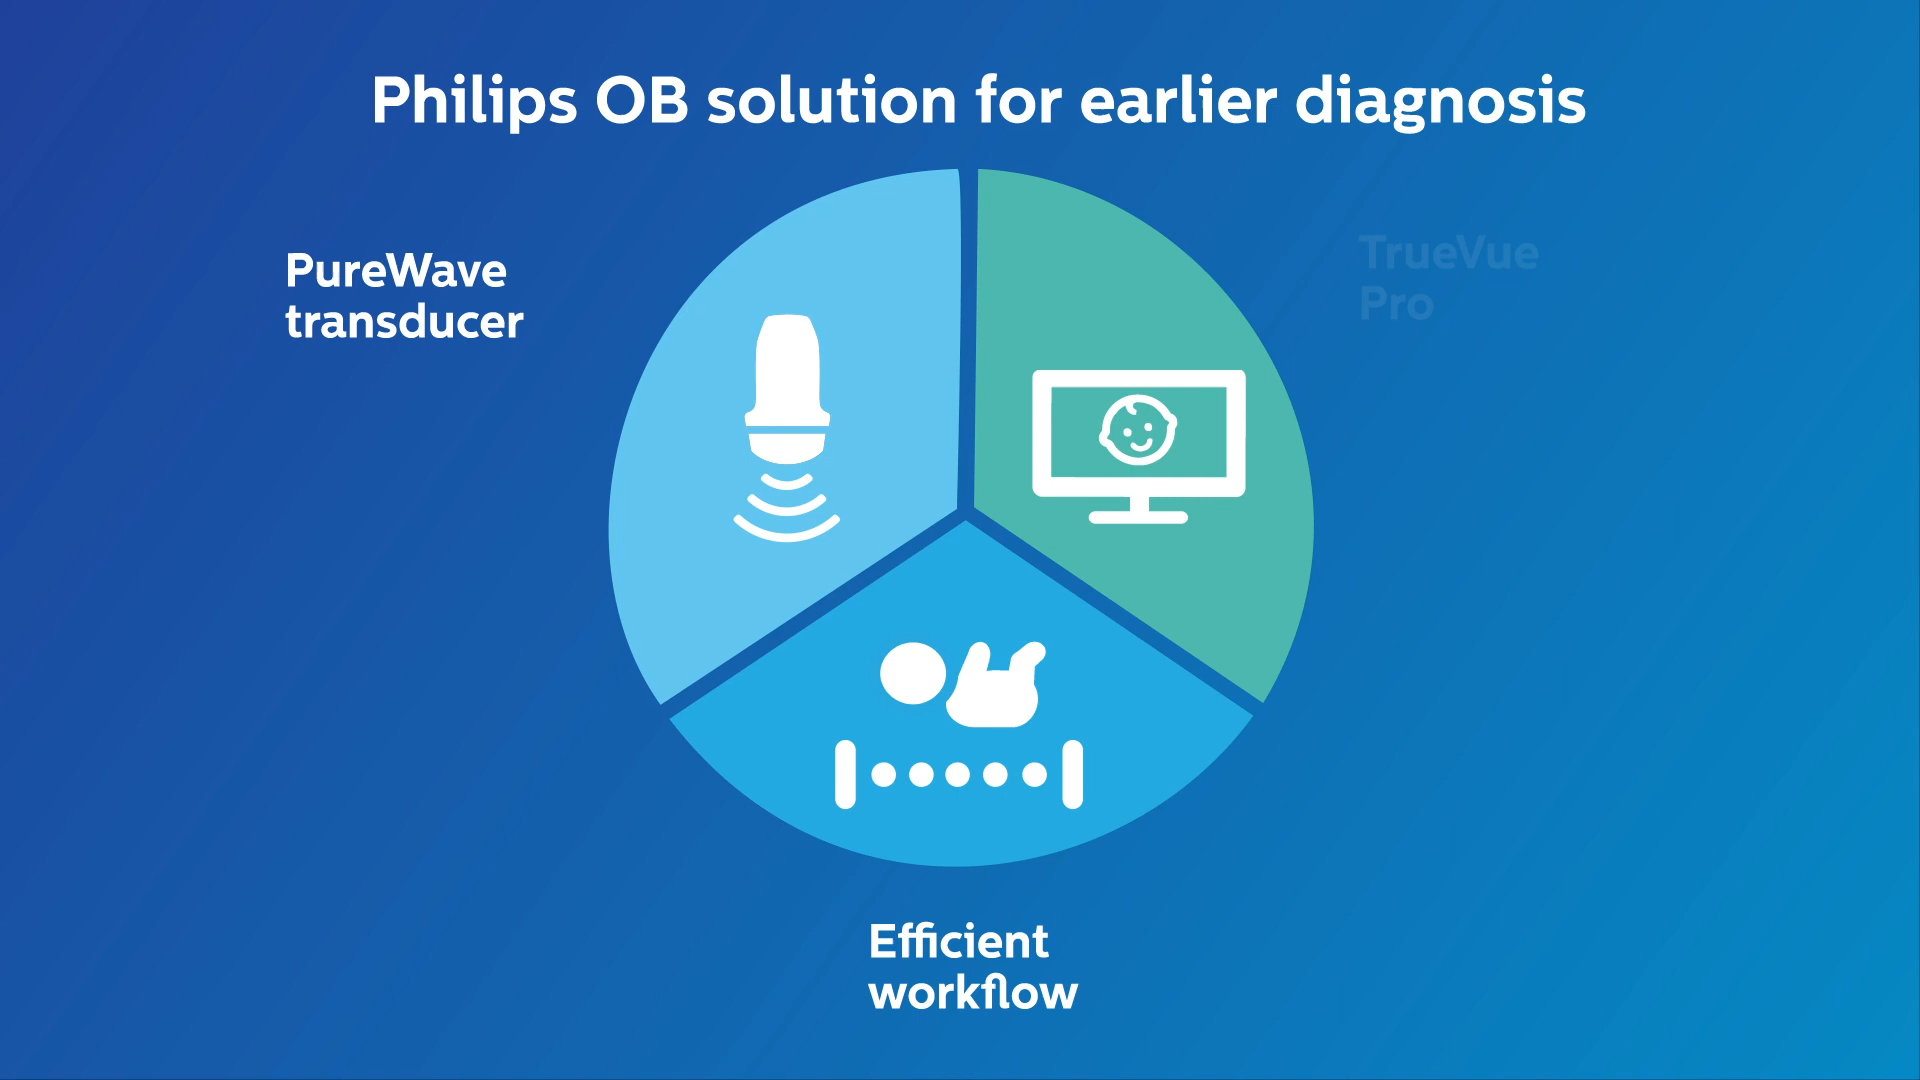 Philips OB solution for earlier diagnosis
PureWave
transducer
TrueVue
Pro
Efficient
workflow